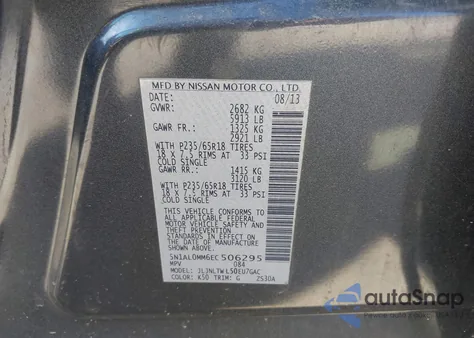 MFD BY NISSAN MOTOR CO., LTD.
DATE: 08/13
GVWR: 2682 KG
5913 LB
GAWR FR.: 1325 KG
2921 LB
WITH P235/65R18 TIRES
18 X 7.5 RIMS AT 33 PSI
COLD SINGLE
GAWR RR.: 1415 KG
3120 LB
WITH P235/65R18 TIRES
18 X 7.5 RIMS AT 33 PSI
COLD SINGLE
THIS VEHICLE CONFORMS TO ALL
APPLICABLE FEDERAL MOTOR
VEHICLE SAFETY AND
THEFT PREVENTION STANDARDS
IN EFFECT ON THE DATE OF
MANUFACTURE SHOWN ABOVE.
5N1AL0MM6EC506295
MPV 084
MODEL: JL3NLTWL50EU7GAC
COLOR: K50 TRIM: G 2530A
autoSnap